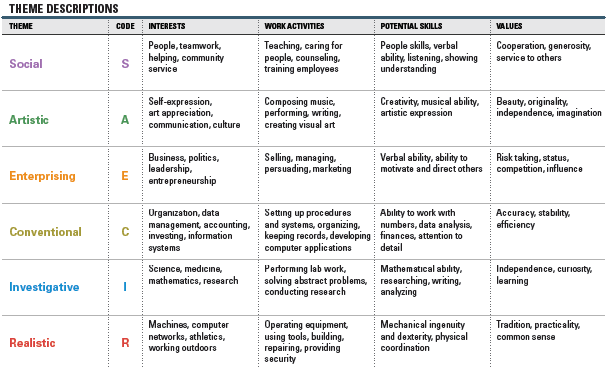 THEME DESCRIPTIONS
THEME CODE INTERESTS WORK ACTIVITIES POTENTIAL SKILLS VALUES
Social S
People, teamwork,
helping, community
service
Teaching, caring for
people, counseling,
training employees
People skills, verbal
ability, listening, showing
understanding
Cooperation, generosity,
service to others
Artistic A
Self-expression,
art appreciation,
communication, culture
Composing music,
performing, writing,
creating visual art
Creativity, musical ability,
artistic expression
Beauty, originality,
independence, imagination
Enterprising E
Business, politics,
leadership,
entrepreneurship
Selling, managing,
persuading, marketing
Verbal ability, ability to
motivate and direct others
Risk taking, status,
competition, influence
Conventional C
Organization, data
management, accounting,
investing, information
systems
Setting up procedures
and systems, organizing,
keeping records, developing
computer applications
Ability to work with
numbers, data analysis,
finances, attention to
detail
Accuracy, stability,
efficiency
Investigative I
Science, medicine,
mathematics, research
Performing lab work,
solving abstract problems,
conducting research
Mathematical ability,
researching, writing,
analyzing
Independence, curiosity,
learning
Realistic R
Machines, computer
networks, athletics,
working outdoors
Operating equipment,
using tools, building,
repairing, providing
security
Mechanical ingenuity
and dexterity, physical
coordination
Tradition, practicality,
common sense